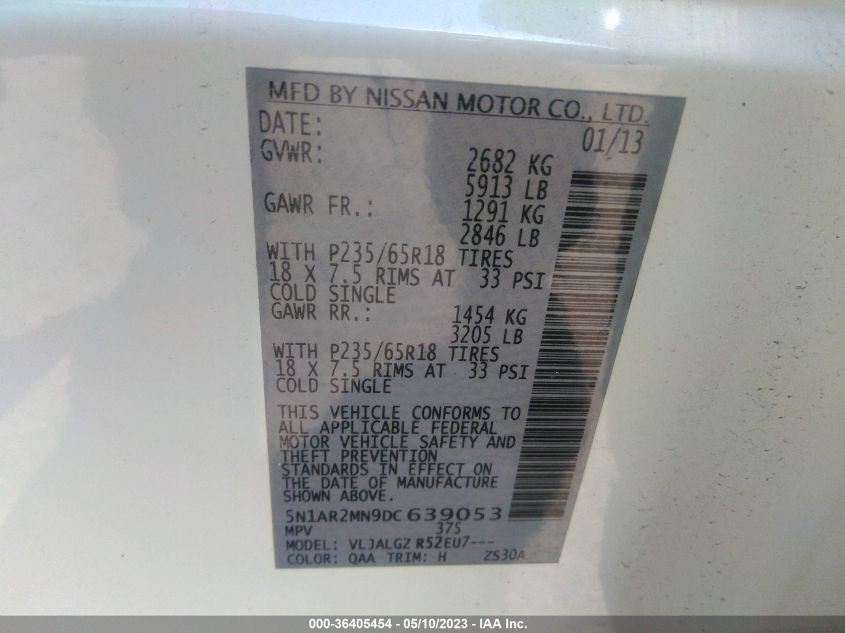 MFD BY NISSAN MOTOR CO., LTD.
DATE: 01/13
GVWR: 2682 KG
5913 LB
GAWR FR.: 1291 KG
2846 LB
WITH P235/65R18 TIRES
18 X 7.5 RIMS AT 33 PSI
COLD SINGLE
GAWR RR.: 1454 KG
3205 LB
WITH P235/65R18 TIRES
18 X 7.5 RIMS AT 33 PSI
COLD SINGLE
THIS VEHICLE CONFORMS TO
ALL APPLICABLE FEDERAL
MOTOR VEHICLE SAFETY AND
THEFT PREVENTION
STANDARDS IN EFFECT ON
THE DATE OF MANUFACTURE
SHOWN ABOVE.
5N1AR2MN9DC639053
MPV 375
MODEL: VLJALGZ R52EU7---
COLOR: QAA TRIM: H ZS30A
000-36405454 - 05/10/2023 - IAA Inc.